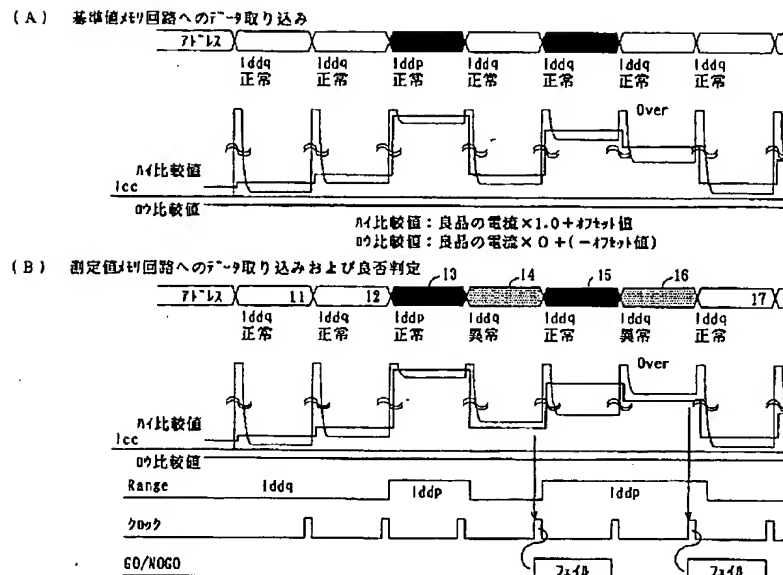 (A) 基準値ﾒﾓﾘ回路へのﾃﾞｰﾀ取り込み
ｱﾄﾞﾚｽ
Iddq Iddq Iddp Iddq Iddq Iddq Iddq
正常 正常 正常 正常 正常 正常 正常
Over
ﾊｲ比較値
Icc
ﾛｳ比較値
ﾊｲ比較値：良品の電流×1.0＋ｵﾌｾｯﾄ値
ﾛｳ比較値：良品の電流×0＋(－ｵﾌｾｯﾄ値)
(B) 測定値ﾒﾓﾘ回路へのﾃﾞｰﾀ取り込みおよび良否判定
13 14 15 16
ｱﾄﾞﾚｽ 11 12 17
Iddq Iddq Iddp Iddq Iddq Iddq Iddq
正常 正常 正常 異常 正常 異常 正常
Over
ﾊｲ比較値
Icc
ﾛｳ比較値
Range Iddq Iddp Iddp
ｸﾛｯｸ
GO/NOGO ﾌｪｲﾙ ﾌｪｲﾙ